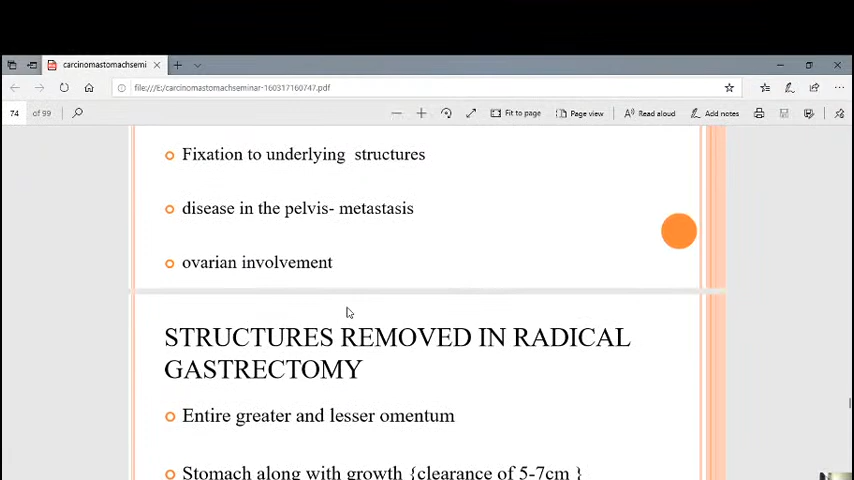 carcinomastomachsemi
file:///E:/carcinomastomachseminar-160317160747.pdf
74 of 99 Fit to page Page view Read aloud Add notes
Fixation to underlying structures
disease in the pelvis- metastasis
ovarian involvement
STRUCTURES REMOVED IN RADICAL
GASTRECTOMY
Entire greater and lesser omentum
Stomach along with growth {clearance of 5-7cm }